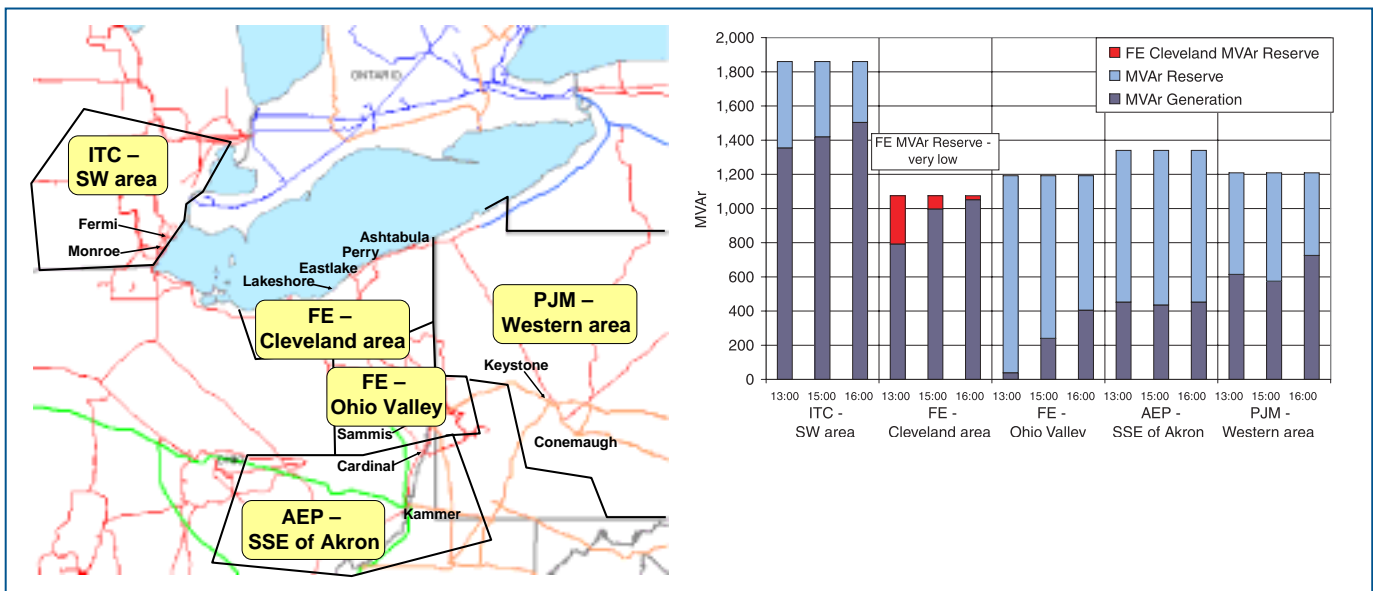 ONTARIO
ITC –
SW area
Fermi
Monroe
Ashtabula
Perry
Eastlake
Lakeshore
FE –
Cleveland area
PJM –
Western area
Keystone
FE –
Ohio Valley
Sammis
Conemaugh
Cardinal
AEP –
SSE of Akron
Kammer
2,000
1,800
1,600
1,400
1,200
1,000
800
600
400
200
0
MVAr
FE Cleveland MVAr Reserve
MVAr Reserve
MVAr Generation
FE MVAr Reserve -
very low
13:00 15:00 16:00 13:00 15:00 16:00 13:00 15:00 16:00 13:00 15:00 16:00 13:00 15:00 16:00
ITC - FE - FE - AEP - PJM -
SW area Cleveland area Ohio Valley SSE of Akron Western area